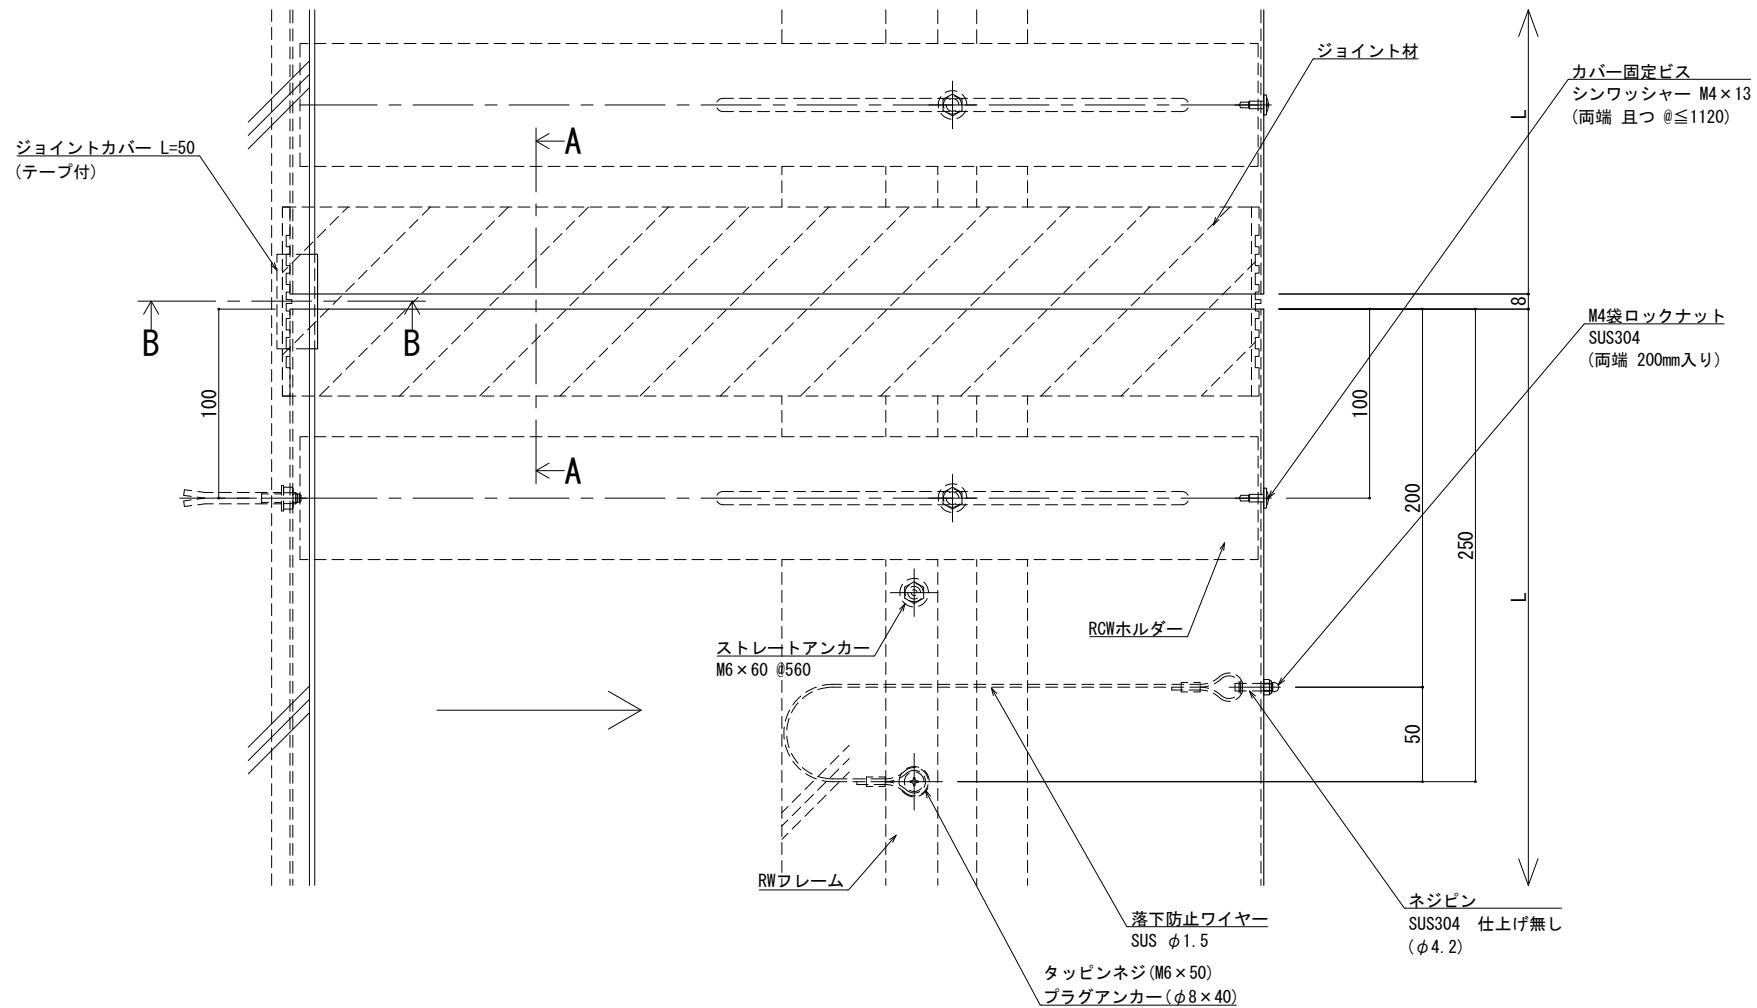 ジョイント材
カバー固定ビス
シンワッシャー M4×13
(両端 且つ @≦1120)
L
ジョイントカバー L=50
(テープ付)
A
8
B
B
M4袋ロックナット
SUS304
(両端 200mm入り)
100
100
A
200
250
L
RCWホルダー
ストレートアンカー
M6×60 @560
50
RWフレーム
ネジピン
SUS304 仕上げ無し
(φ4.2)
落下防止ワイヤー
SUS φ1.5
タッピンネジ(M6×50)
プラグアンカー(φ8×40)